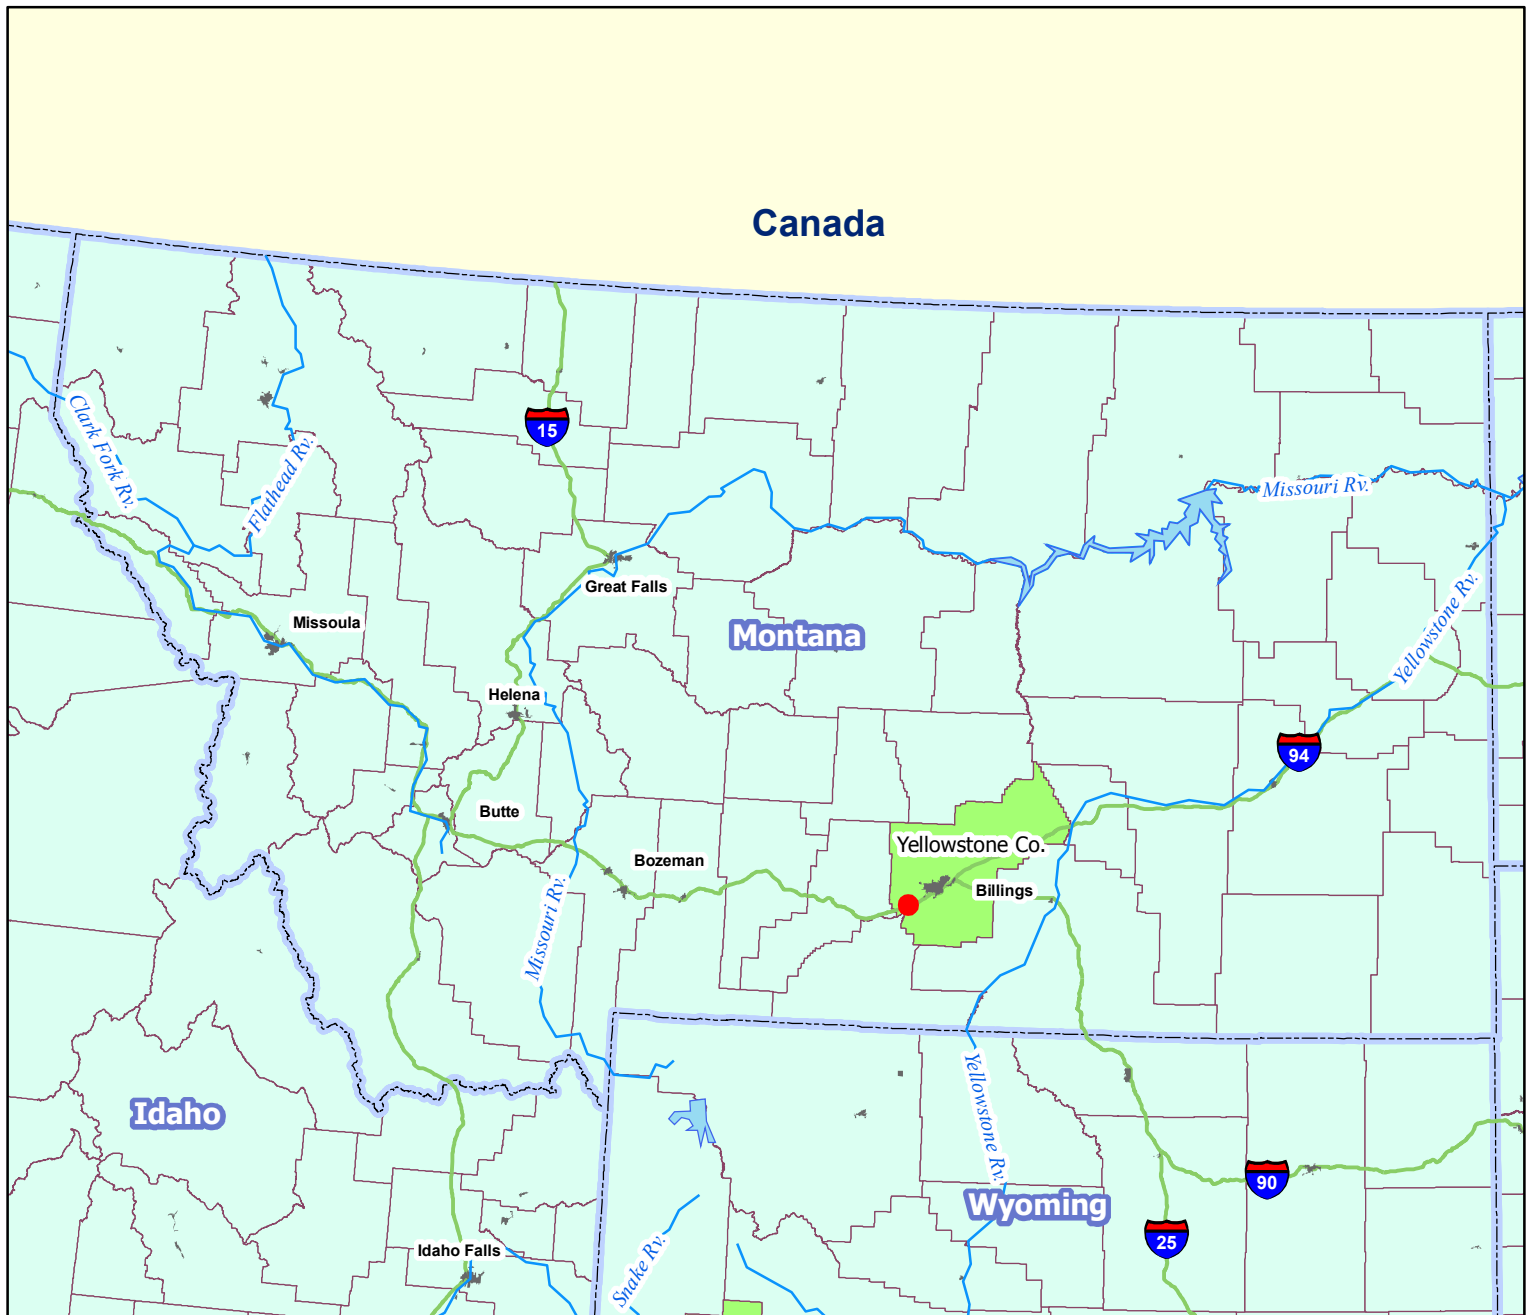 Canada
15
Clark Fork Rv.
Flathead Rv.
Missouri Rv.
Great Falls
Missoula
Montana
Yellowstone Rv.
Helena
94
Butte
Yellowstone Co.
Bozeman
Billings
Missouri Rv.
Yellowstone Rv.
Idaho
90
Wyoming
25
Idaho Falls
Snake Rv.